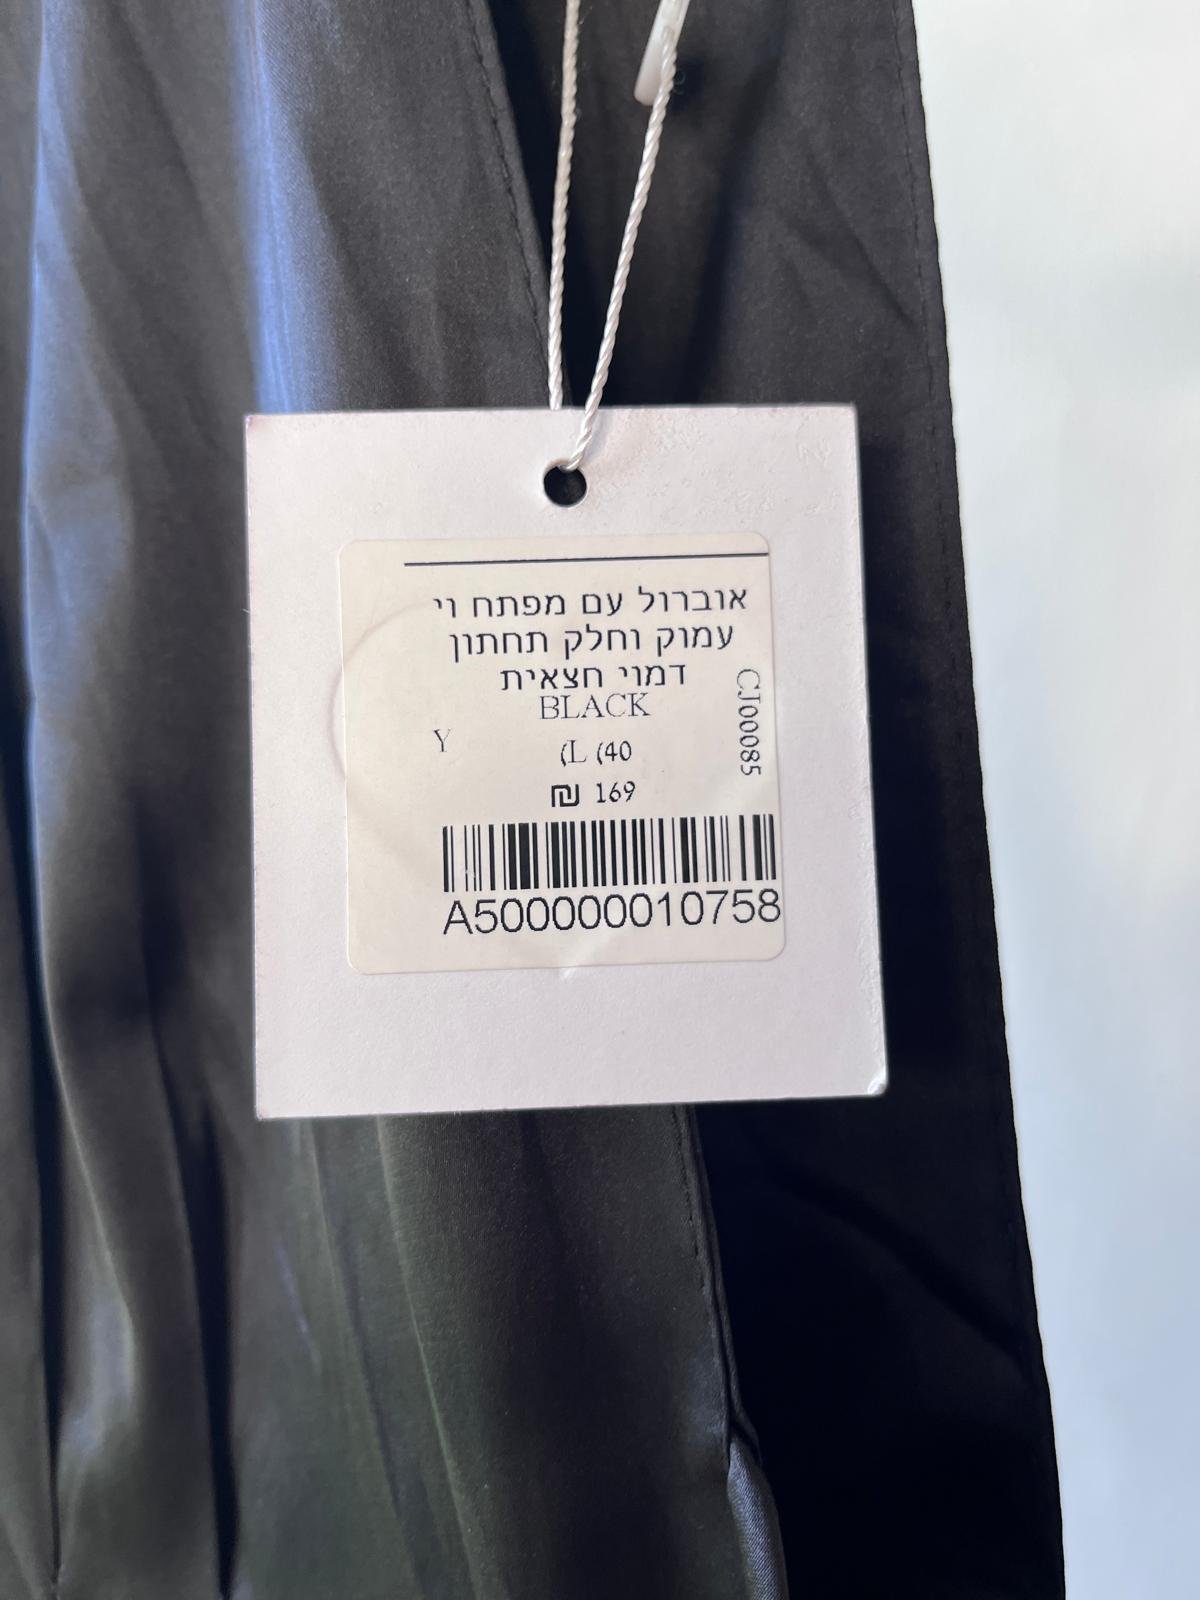 אוברול עם מפתח וי
עמוק וחלק תחתון
דמוי חצאית
BLACK
CJ00085
Y
(L (40
₪ 169
A500000010758